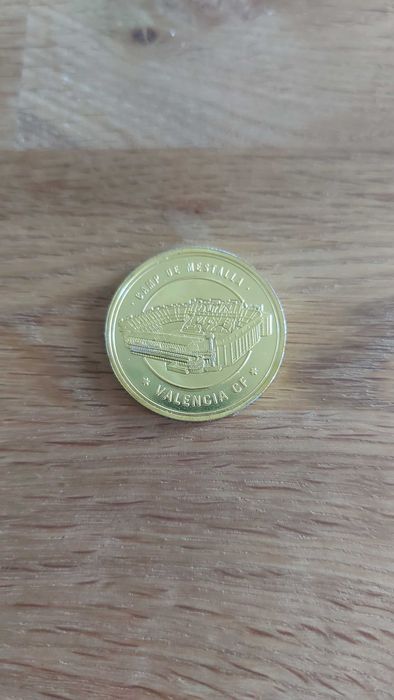 · CAMP DE MESTALLA ·
★ VALENCIA CF ★